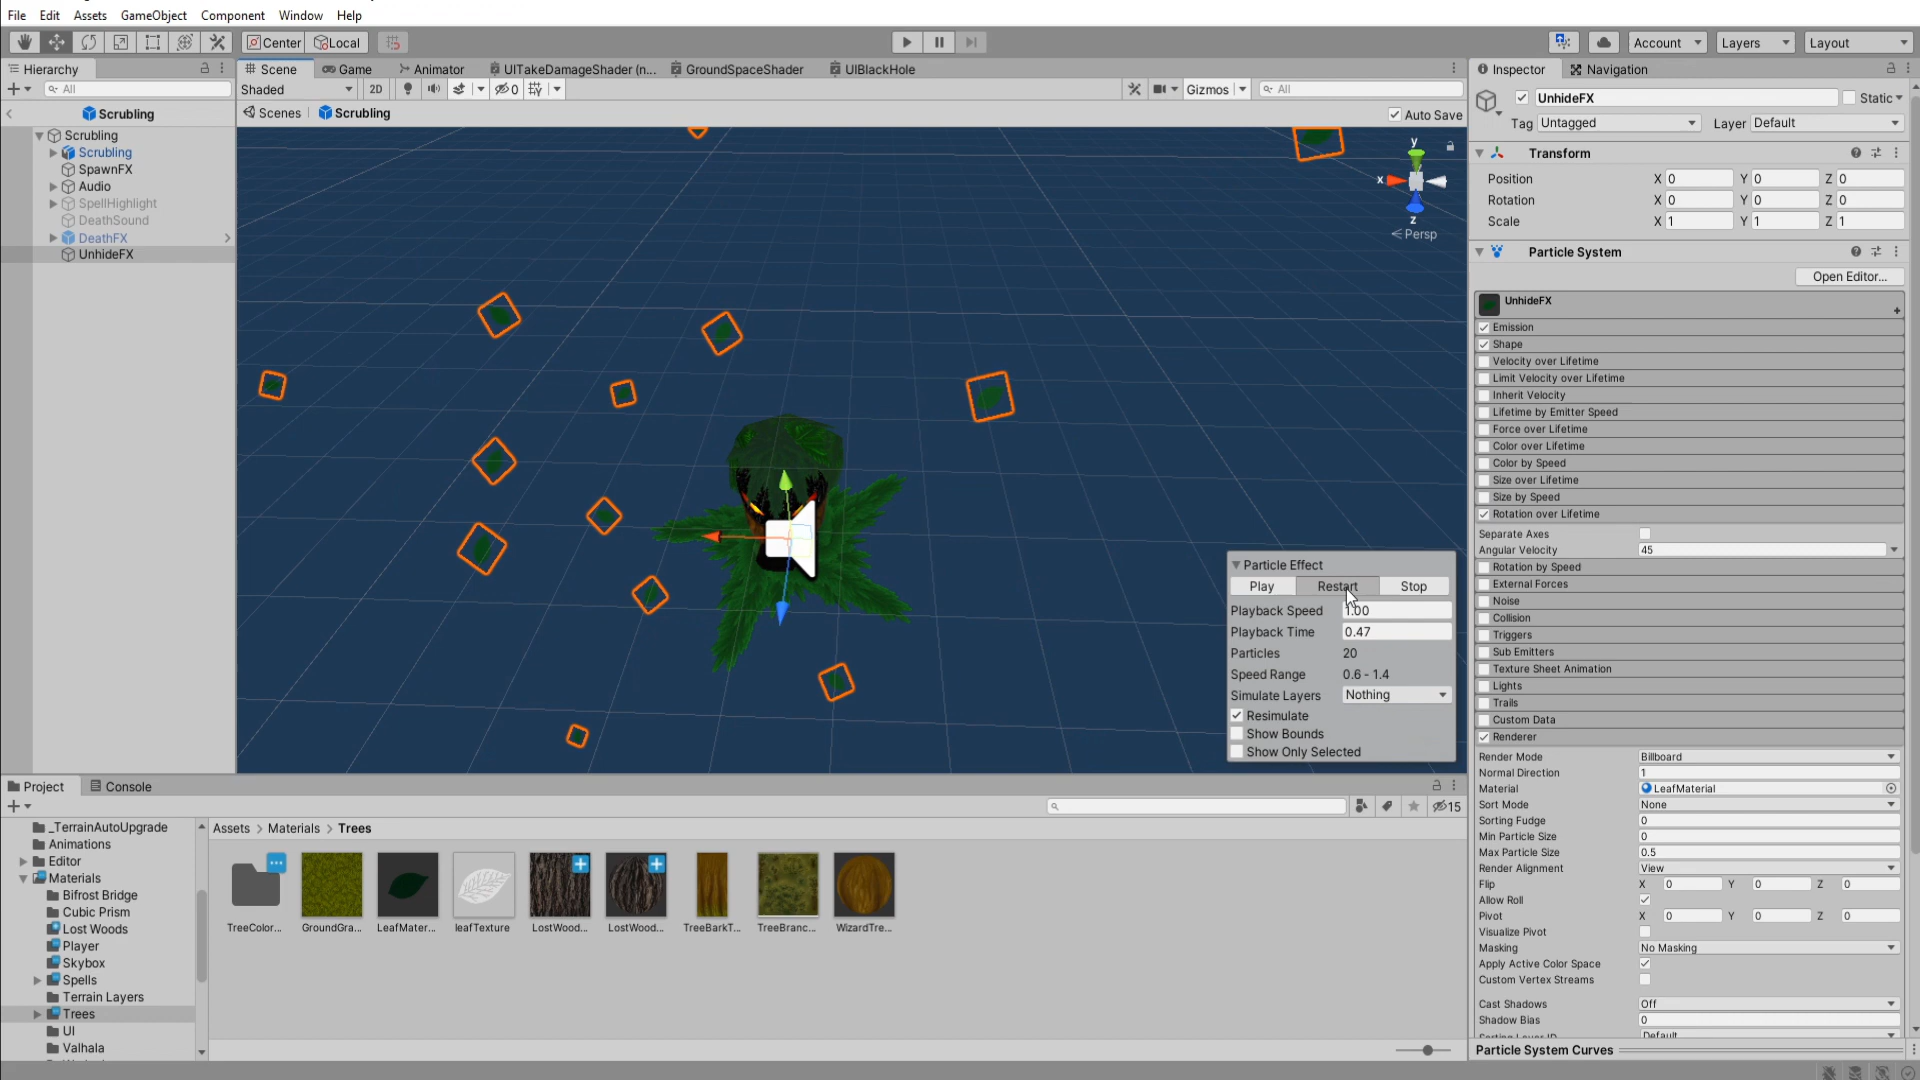 File Edit Assets GameObject Component Window Help
Center Local Account Layers Layout
Hierarchy
All
Scrubling
Scrubling
Scrubling
SpawnFX
Audio
SpellHighlight
DeathSound
DeathFX
UnhideFX
Scene Game Animator UITakeDamageShader (n... GroundSpaceShader UIBlackHole
Shaded 2D 0 Gizmos All
Scenes Scrubling Auto Save
y
x
z
Persp
Particle Effect
Play Restart Stop
Playback Speed 1.00
Playback Time 0.47
Particles 20
Speed Range 0.6 - 1.4
Simulate Layers Nothing
Resimulate
Show Bounds
Show Only Selected
Inspector Navigation
UnhideFX Static
Tag Untagged Layer Default
Transform
Position X 0 Y 0 Z 0
Rotation X 0 Y 0 Z 0
Scale X 1 Y 1 Z 1
Particle System
Open Editor...
UnhideFX
Emission
Shape
Velocity over Lifetime
Limit Velocity over Lifetime
Inherit Velocity
Lifetime by Emitter Speed
Force over Lifetime
Color over Lifetime
Color by Speed
Size over Lifetime
Size by Speed
Rotation over Lifetime
Separate Axes
Angular Velocity 45
Rotation by Speed
External Forces
Noise
Collision
Triggers
Sub Emitters
Texture Sheet Animation
Lights
Trails
Custom Data
Renderer
Render Mode Billboard
Normal Direction 1
Material LeafMaterial
Sort Mode None
Sorting Fudge 0
Min Particle Size 0
Max Particle Size 0.5
Render Alignment View
Flip X 0 Y 0 Z 0
Allow Roll
Pivot X 0 Y 0 Z 0
Visualize Pivot
Masking No Masking
Apply Active Color Space
Custom Vertex Streams
Cast Shadows Off
Shadow Bias 0
Sorting Layer ID Default
Particle System Curves
Project Console
15
_TerrainAutoUpgrade
Animations
Editor
Materials
Bifrost Bridge
Cubic Prism
Lost Woods
Player
Skybox
Spells
Terrain Layers
Trees
UI
Valhala
Assets > Materials > Trees
TreeColor... GroundGra... LeafMater... leafTexture LostWood... LostWood... TreeBarkT... TreeBranc... WizardTre...